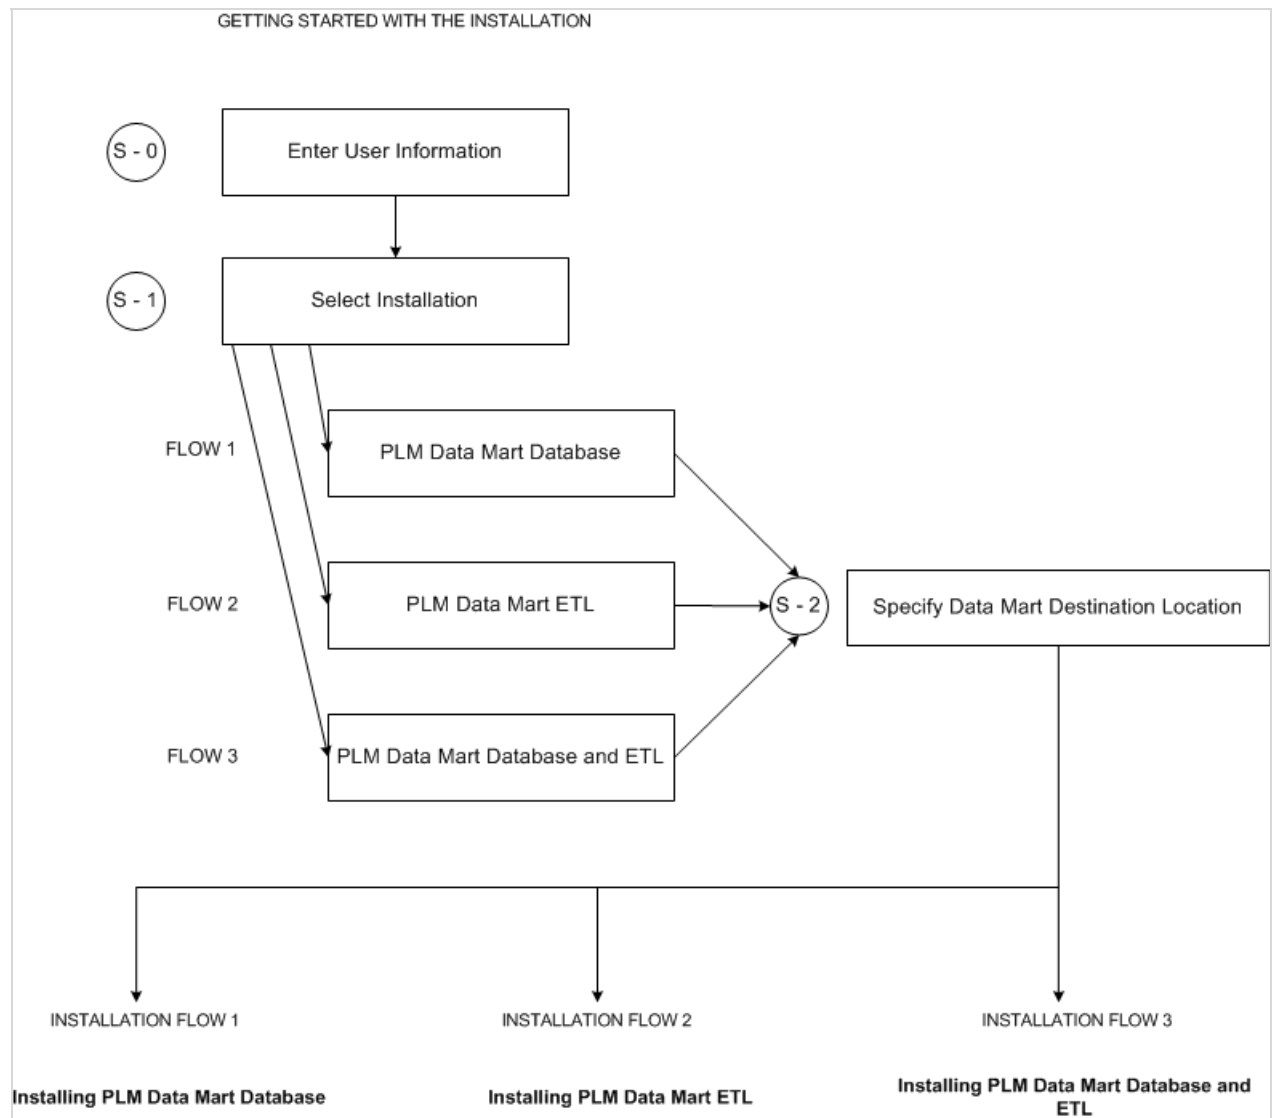 GETTING STARTED WITH THE INSTALLATION
S - 0
Enter User Information
S - 1
Select Installation
FLOW 1
PLM Data Mart Database
FLOW 2
PLM Data Mart ETL
S - 2
Specify Data Mart Destination Location
FLOW 3
PLM Data Mart Database and ETL
INSTALLATION FLOW 1
INSTALLATION FLOW 2
INSTALLATION FLOW 3
Installing PLM Data Mart Database
Installing PLM Data Mart ETL
Installing PLM Data Mart Database and
ETL